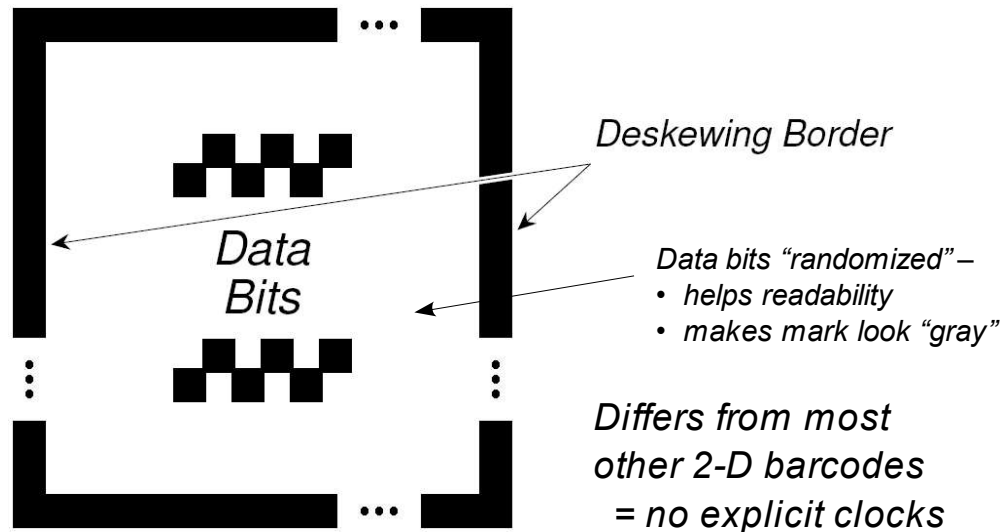 Deskewing Border
Data
Bits
Data bits “randomized” –
• helps readability
• makes mark look “gray”
Differs from most
other 2-D barcodes
= no explicit clocks